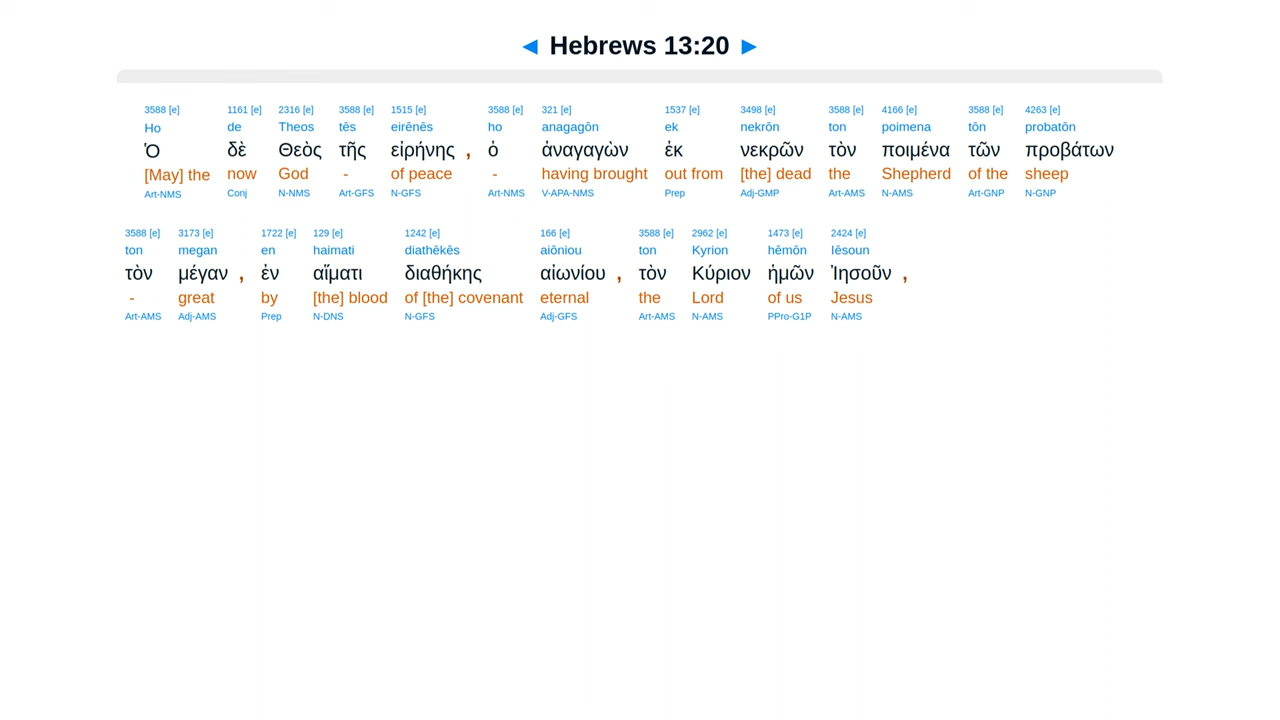 ◄ Hebrews 13:20 ►
3588 [e] 1161 [e] 2316 [e] 3588 [e] 1515 [e] 3588 [e] 321 [e] 1537 [e] 3498 [e] 3588 [e] 4166 [e] 3588 [e] 4263 [e]
Ho de Theos tēs eirēnēs ho anagagōn ek nekrōn ton poimena tōn probatōn
Ὁ δὲ Θεὸς τῆς εἰρήνης , ὁ ἀναγαγὼν ἐκ νεκρῶν τὸν ποιμένα τῶν προβάτων
[May] the now God - of peace - having brought out from [the] dead the Shepherd of the sheep
Art-NMS Conj N-NMS Art-GFS N-GFS Art-NMS V-APA-NMS Prep Adj-GMP Art-AMS N-AMS Art-GNP N-GNP
3588 [e] 3173 [e] 1722 [e] 129 [e] 1242 [e] 166 [e] 3588 [e] 2962 [e] 1473 [e] 2424 [e]
ton megan en haimati diathēkēs aiōniou ton Kyrion hēmōn Iēsoun
τὸν μέγαν , ἐν αἵματι διαθήκης αἰωνίου , τὸν Κύριον ἡμῶν Ἰησοῦν ,
- great by [the] blood of [the] covenant eternal the Lord of us Jesus
Art-AMS Adj-AMS Prep N-DNS N-GFS Adj-GFS Art-AMS N-AMS PPro-G1P N-AMS